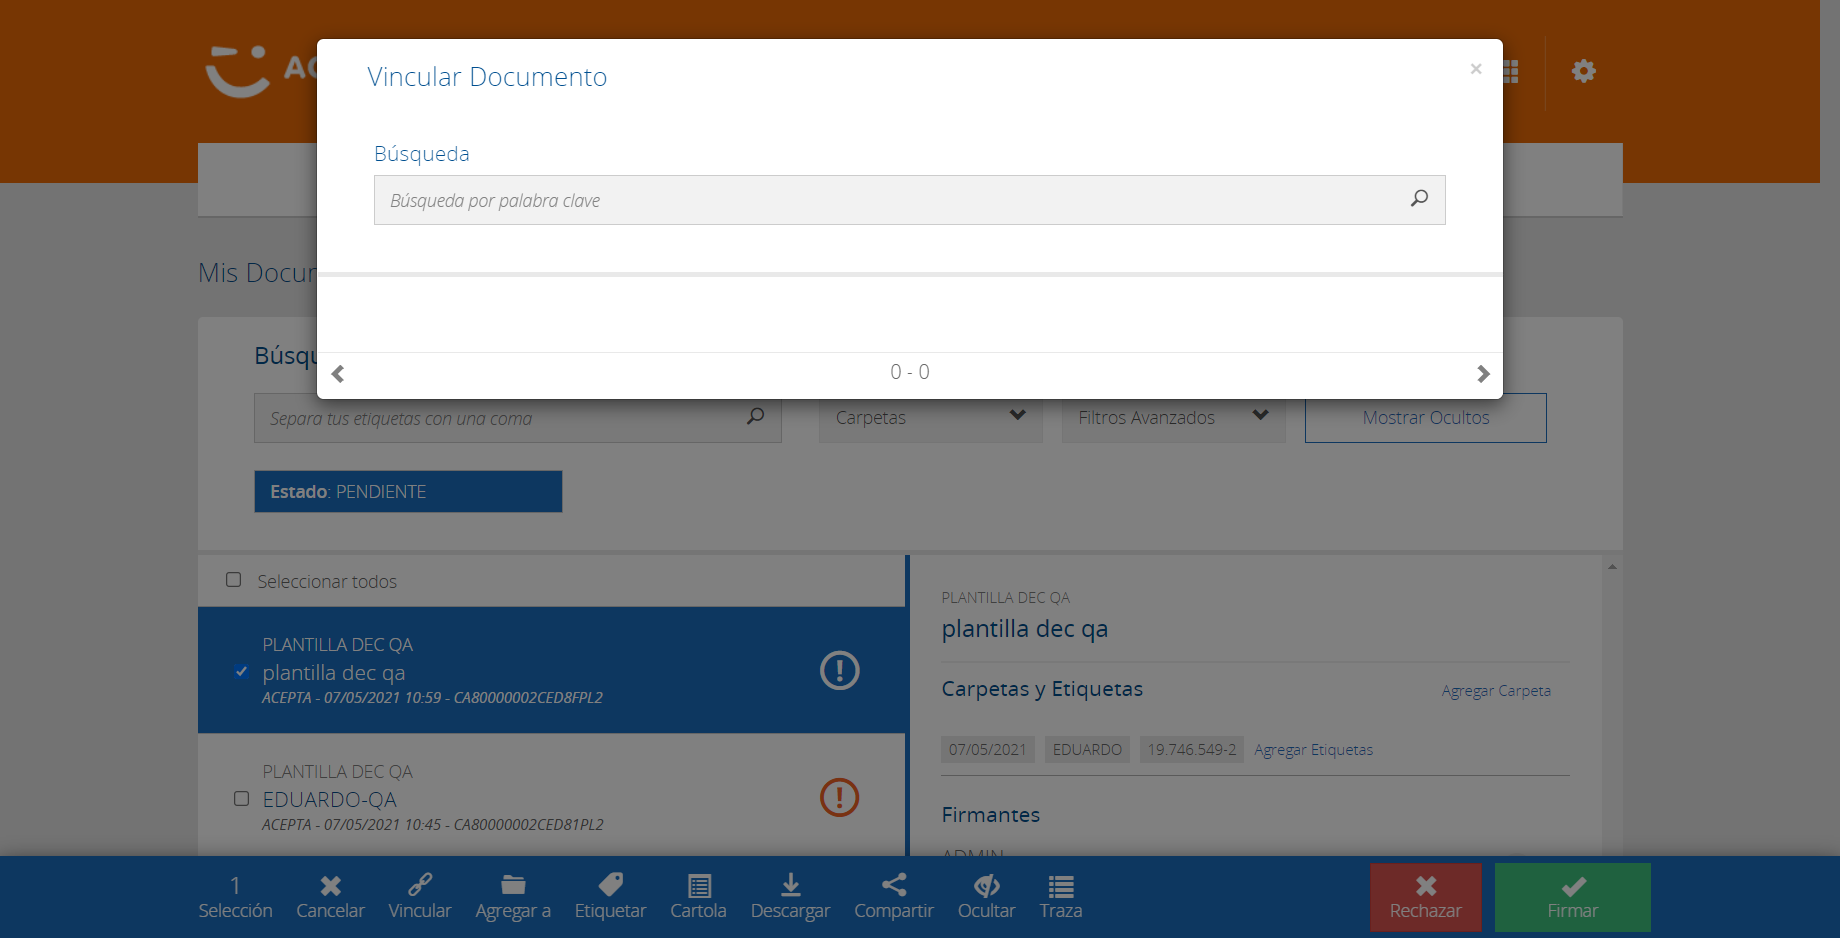 Vincular Documento
×
Búsqueda
Búsqueda por palabra clave
0 - 0
Mis
Separa tus etiquetas con una coma
Carpetas
Filtros Avanzados
Mostrar Ocultos
Estado: PENDIENTE
Seleccionar todos
PLANTILLA DEC QA
plantilla dec qa
ACEPTA - 07/05/2021 10:59 - CA80000002CED8FPL2
PLANTILLA DEC QA
EDUARDO-QA
ACEPTA - 07/05/2021 10:45 - CA80000002CED81PL2
PLANTILLA DEC QA
plantilla dec qa
Carpetas y Etiquetas
Agregar Carpeta
07/05/2021
EDUARDO
19.746.549-2
Agregar Etiquetas
Firmantes
ADMIN
1
Selección
Cancelar
Vincular
Agregar a
Etiquetar
Cartola
Descargar
Compartir
Ocultar
Traza
Rechazar
Firmar